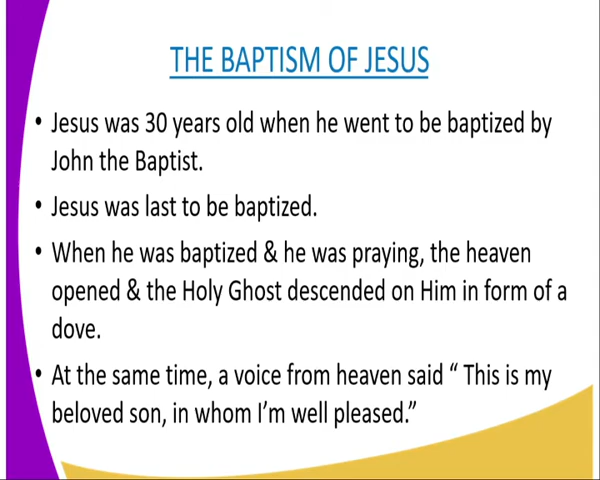 THE BAPTISM OF JESUS
• Jesus was 30 years old when he went to be baptized by
John the Baptist.
• Jesus was last to be baptized.
• When he was baptized & he was praying, the heaven
opened & the Holy Ghost descended on Him in form of a
dove.
• At the same time, a voice from heaven said “ This is my
beloved son, in whom I’m well pleased.”